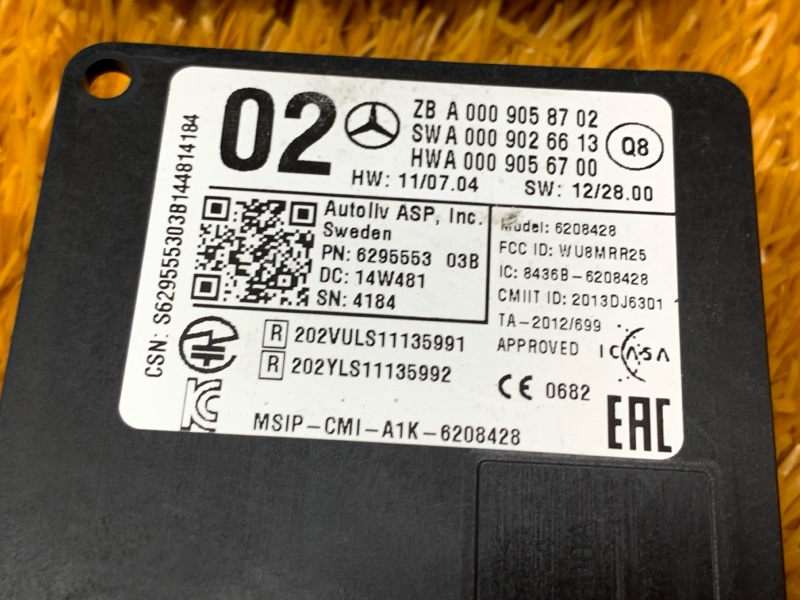 02
ZB A 000 905 87 02
SW A 000 902 66 13
HW A 000 905 67 00
Q8
HW: 11/07.04 SW: 12/28.00
CSN: S629555303B144814184
Autoliv ASP, Inc.
Sweden
PN: 6295553 03B
DC: 14W481
SN: 4184
Model: 6208428
FCC ID: WU8MRR25
IC: 8436B-6208428
CMIIT ID: 2013DJ6301
TA-2012/699
APPROVED ICASA
R 202VULS11135991
R 202YLS11135992
CE 0682
EAC
MSIP-CMI-A1K-6208428